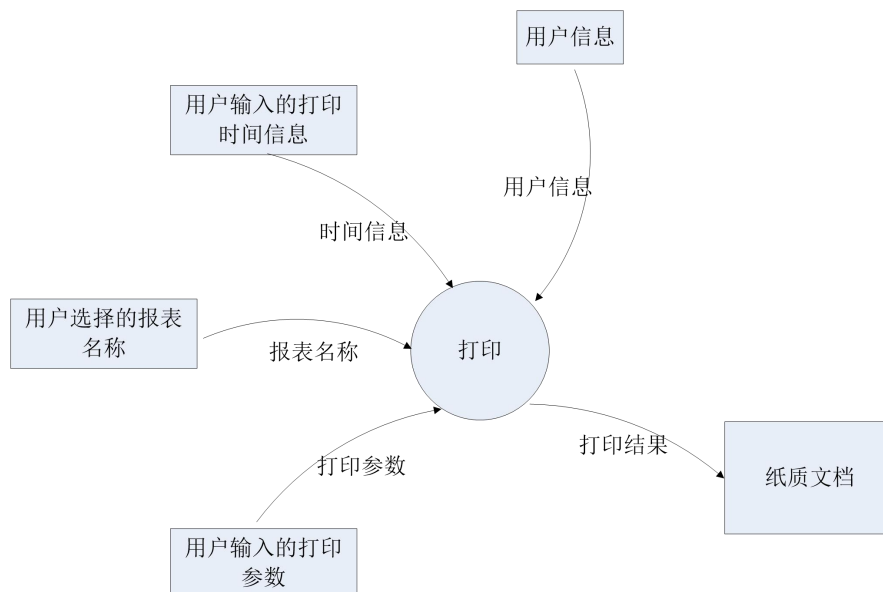 用户信息
用户输入的打印
时间信息
用户信息
时间信息
用户选择的报表
名称
报表名称
打印
打印结果
打印参数
纸质文档
用户输入的打印
参数